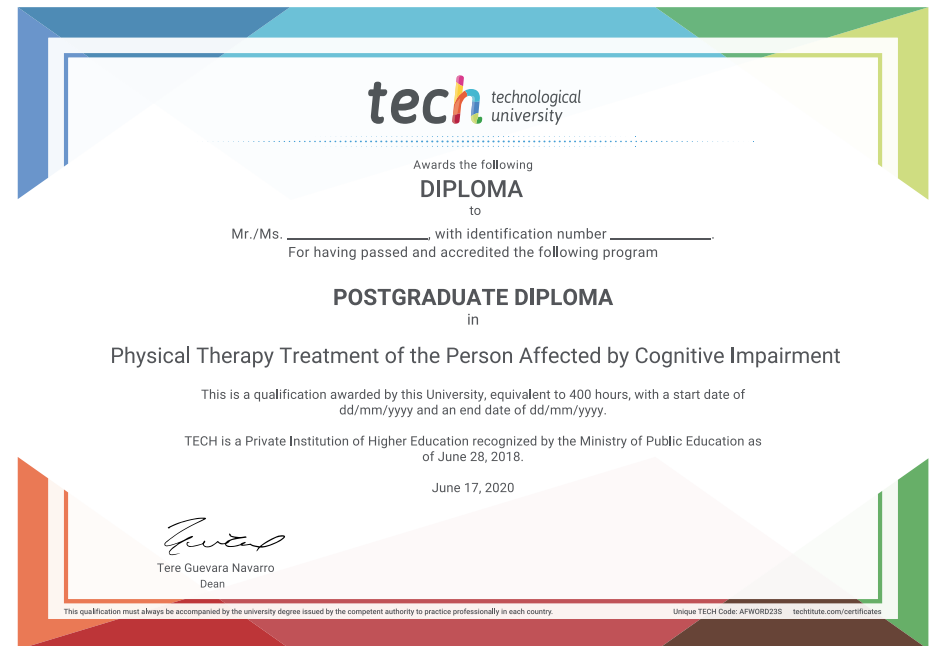 tech technological
university
Awards the following
DIPLOMA
to
Mr./Ms. ____________________, with identification number ______________.
For having passed and accredited the following program
POSTGRADUATE DIPLOMA
in
Physical Therapy Treatment of the Person Affected by Cognitive Impairment
This is a qualification awarded by this University, equivalent to 400 hours, with a start date of
dd/mm/yyyy and an end date of dd/mm/yyyy.
TECH is a Private Institution of Higher Education recognized by the Ministry of Public Education as
of June 28, 2018.
June 17, 2020
Tere Guevara Navarro
Dean
This qualification must always be accompanied by the university degree issued by the competent authority to practice professionally in each country. Unique TECH Code: AFWORD23S techtitute.com/certificates